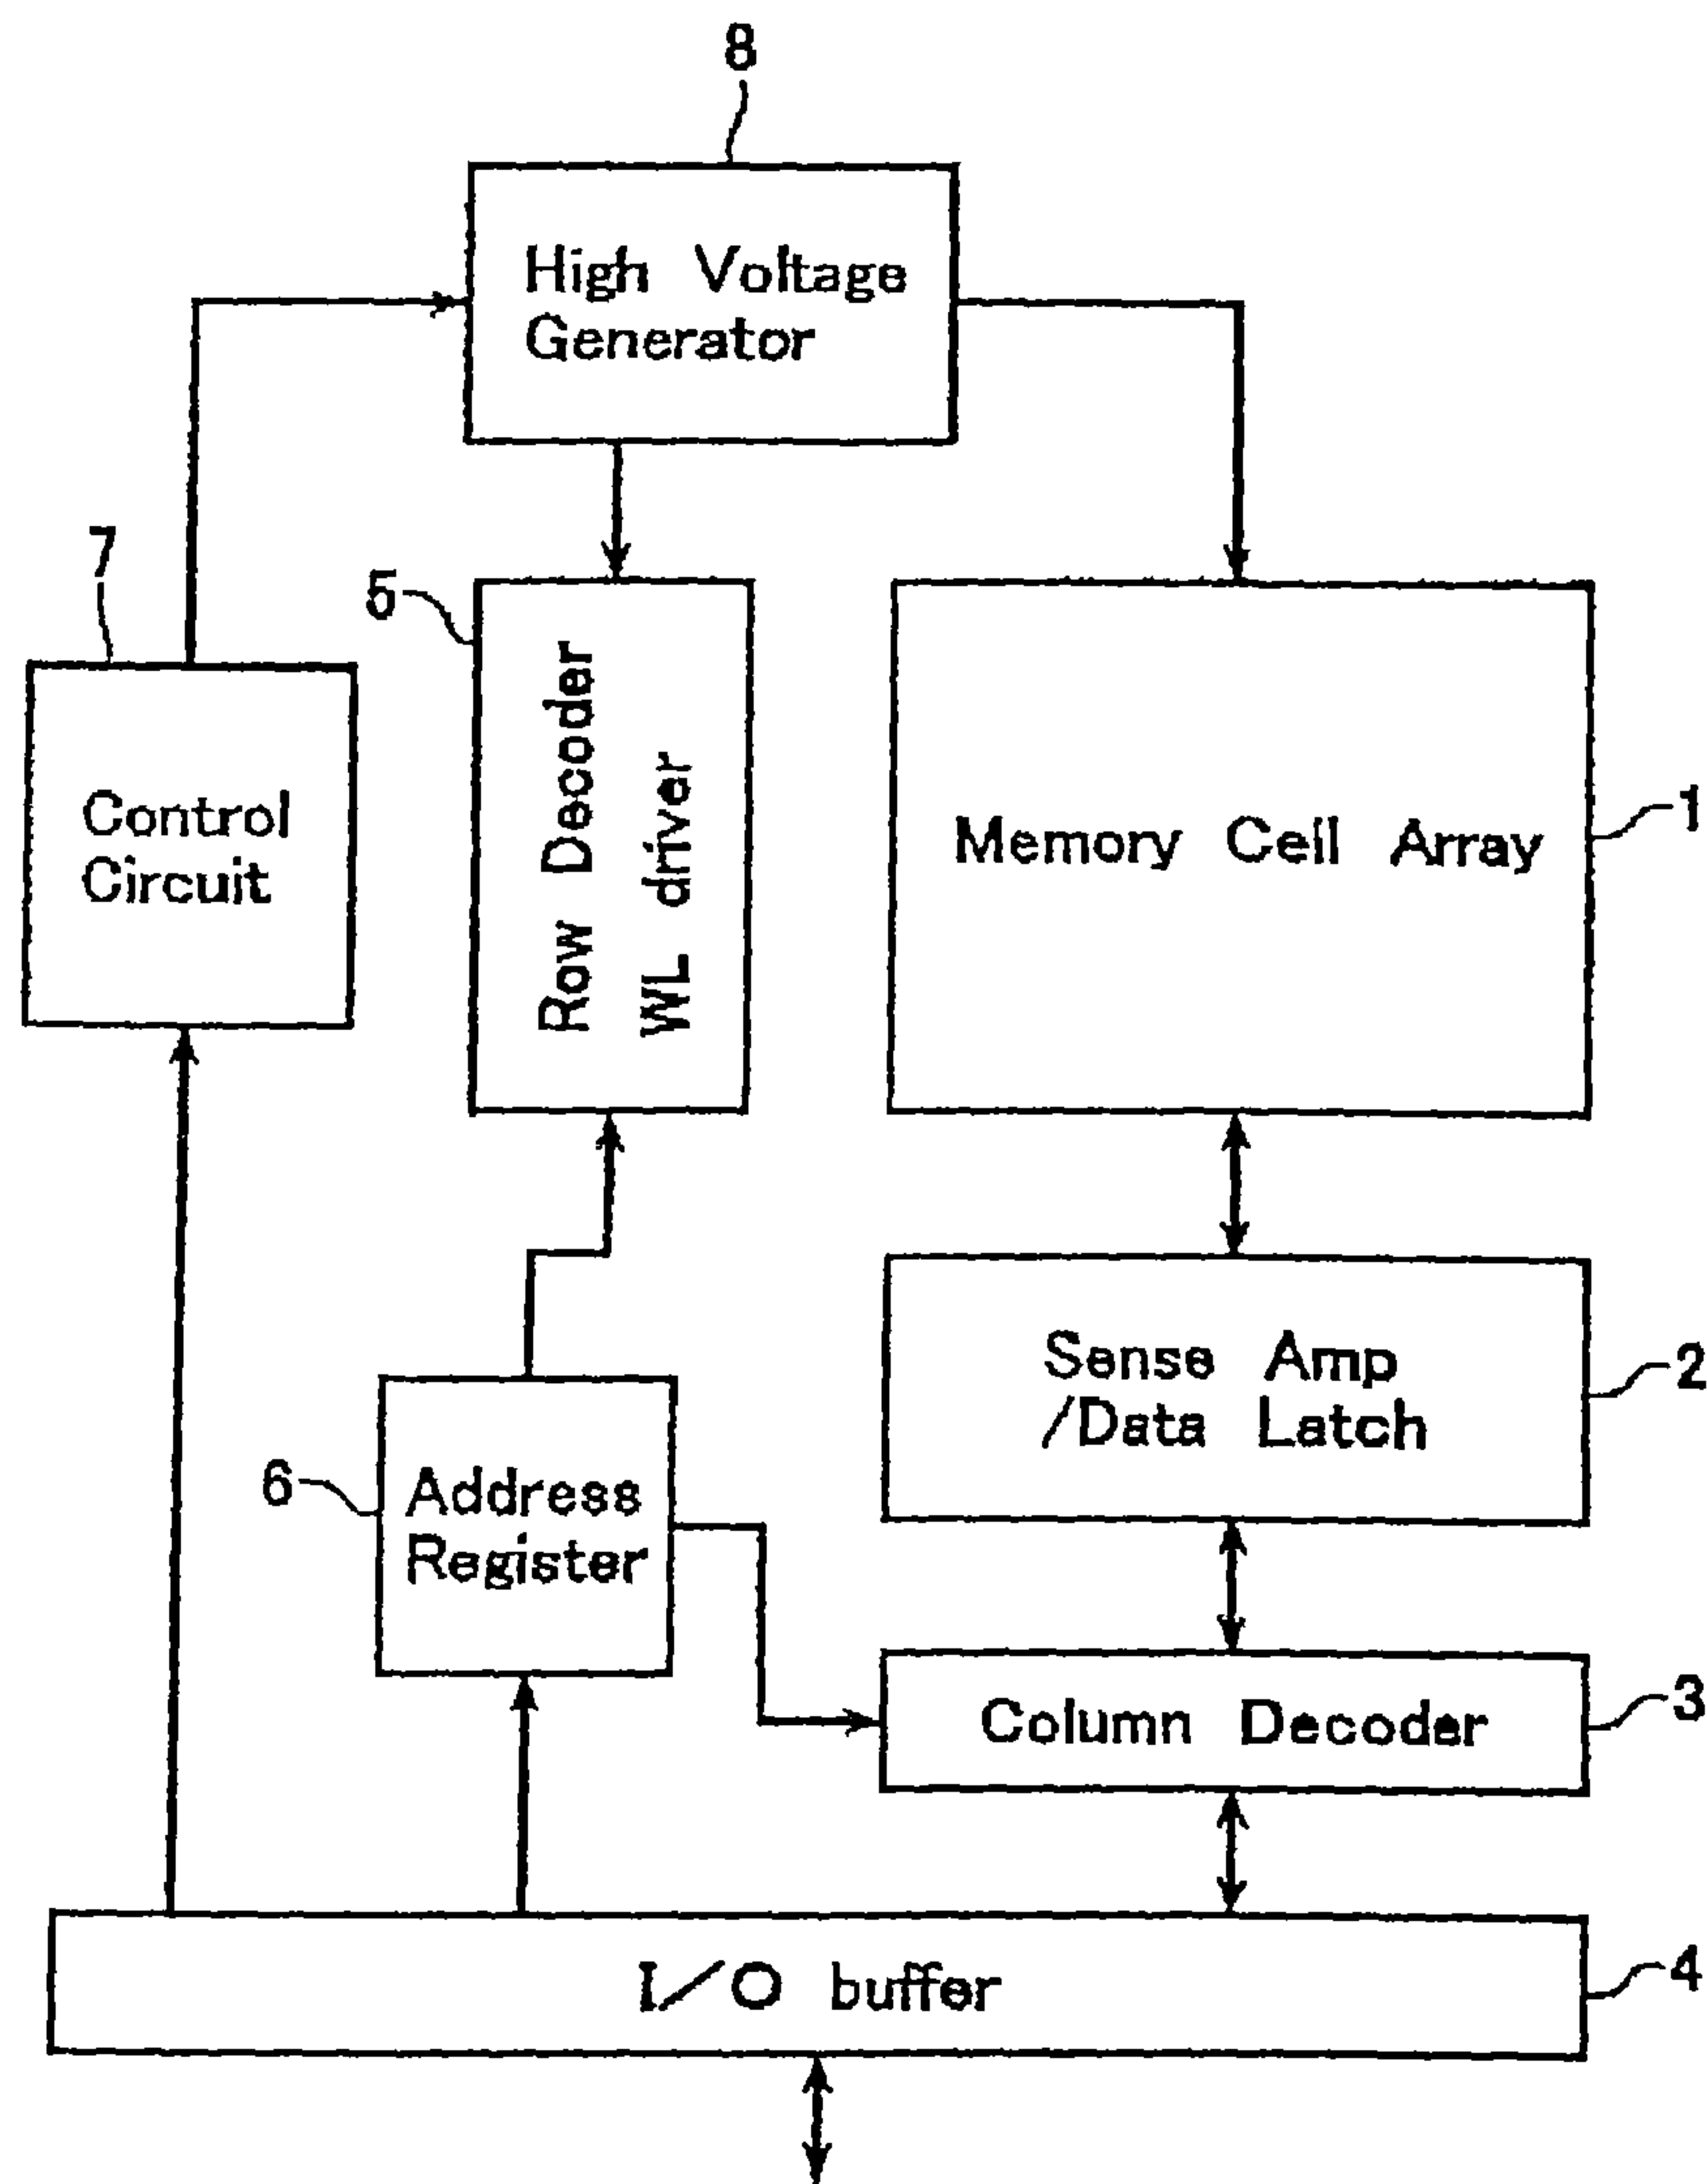 8
High Voltage
Generator
7
Control
Circuit
5
Row Decoder
WL driver
Memory Cell Array
1
Sense Amp
/Data Latch
2
6
Address
Register
Column Decoder
3
I/O buffer
4